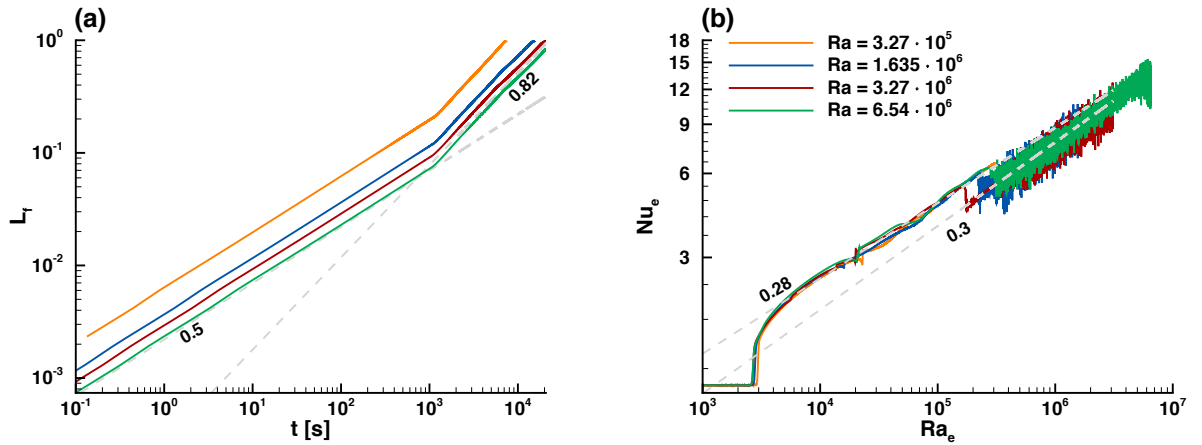 (a)
10⁰
10⁻¹
10⁻²
10⁻³
L_f
0.5
0.82
10⁻¹ 10⁰ 10¹ 10² 10³ 10⁴
t [s]
(b)
18
15
12
9
6
3
Nu_e
Ra = 3.27 · 10⁵
Ra = 1.635 · 10⁶
Ra = 3.27 · 10⁶
Ra = 6.54 · 10⁶
0.28
0.3
10³ 10⁴ 10⁵ 10⁶ 10⁷
Ra_e